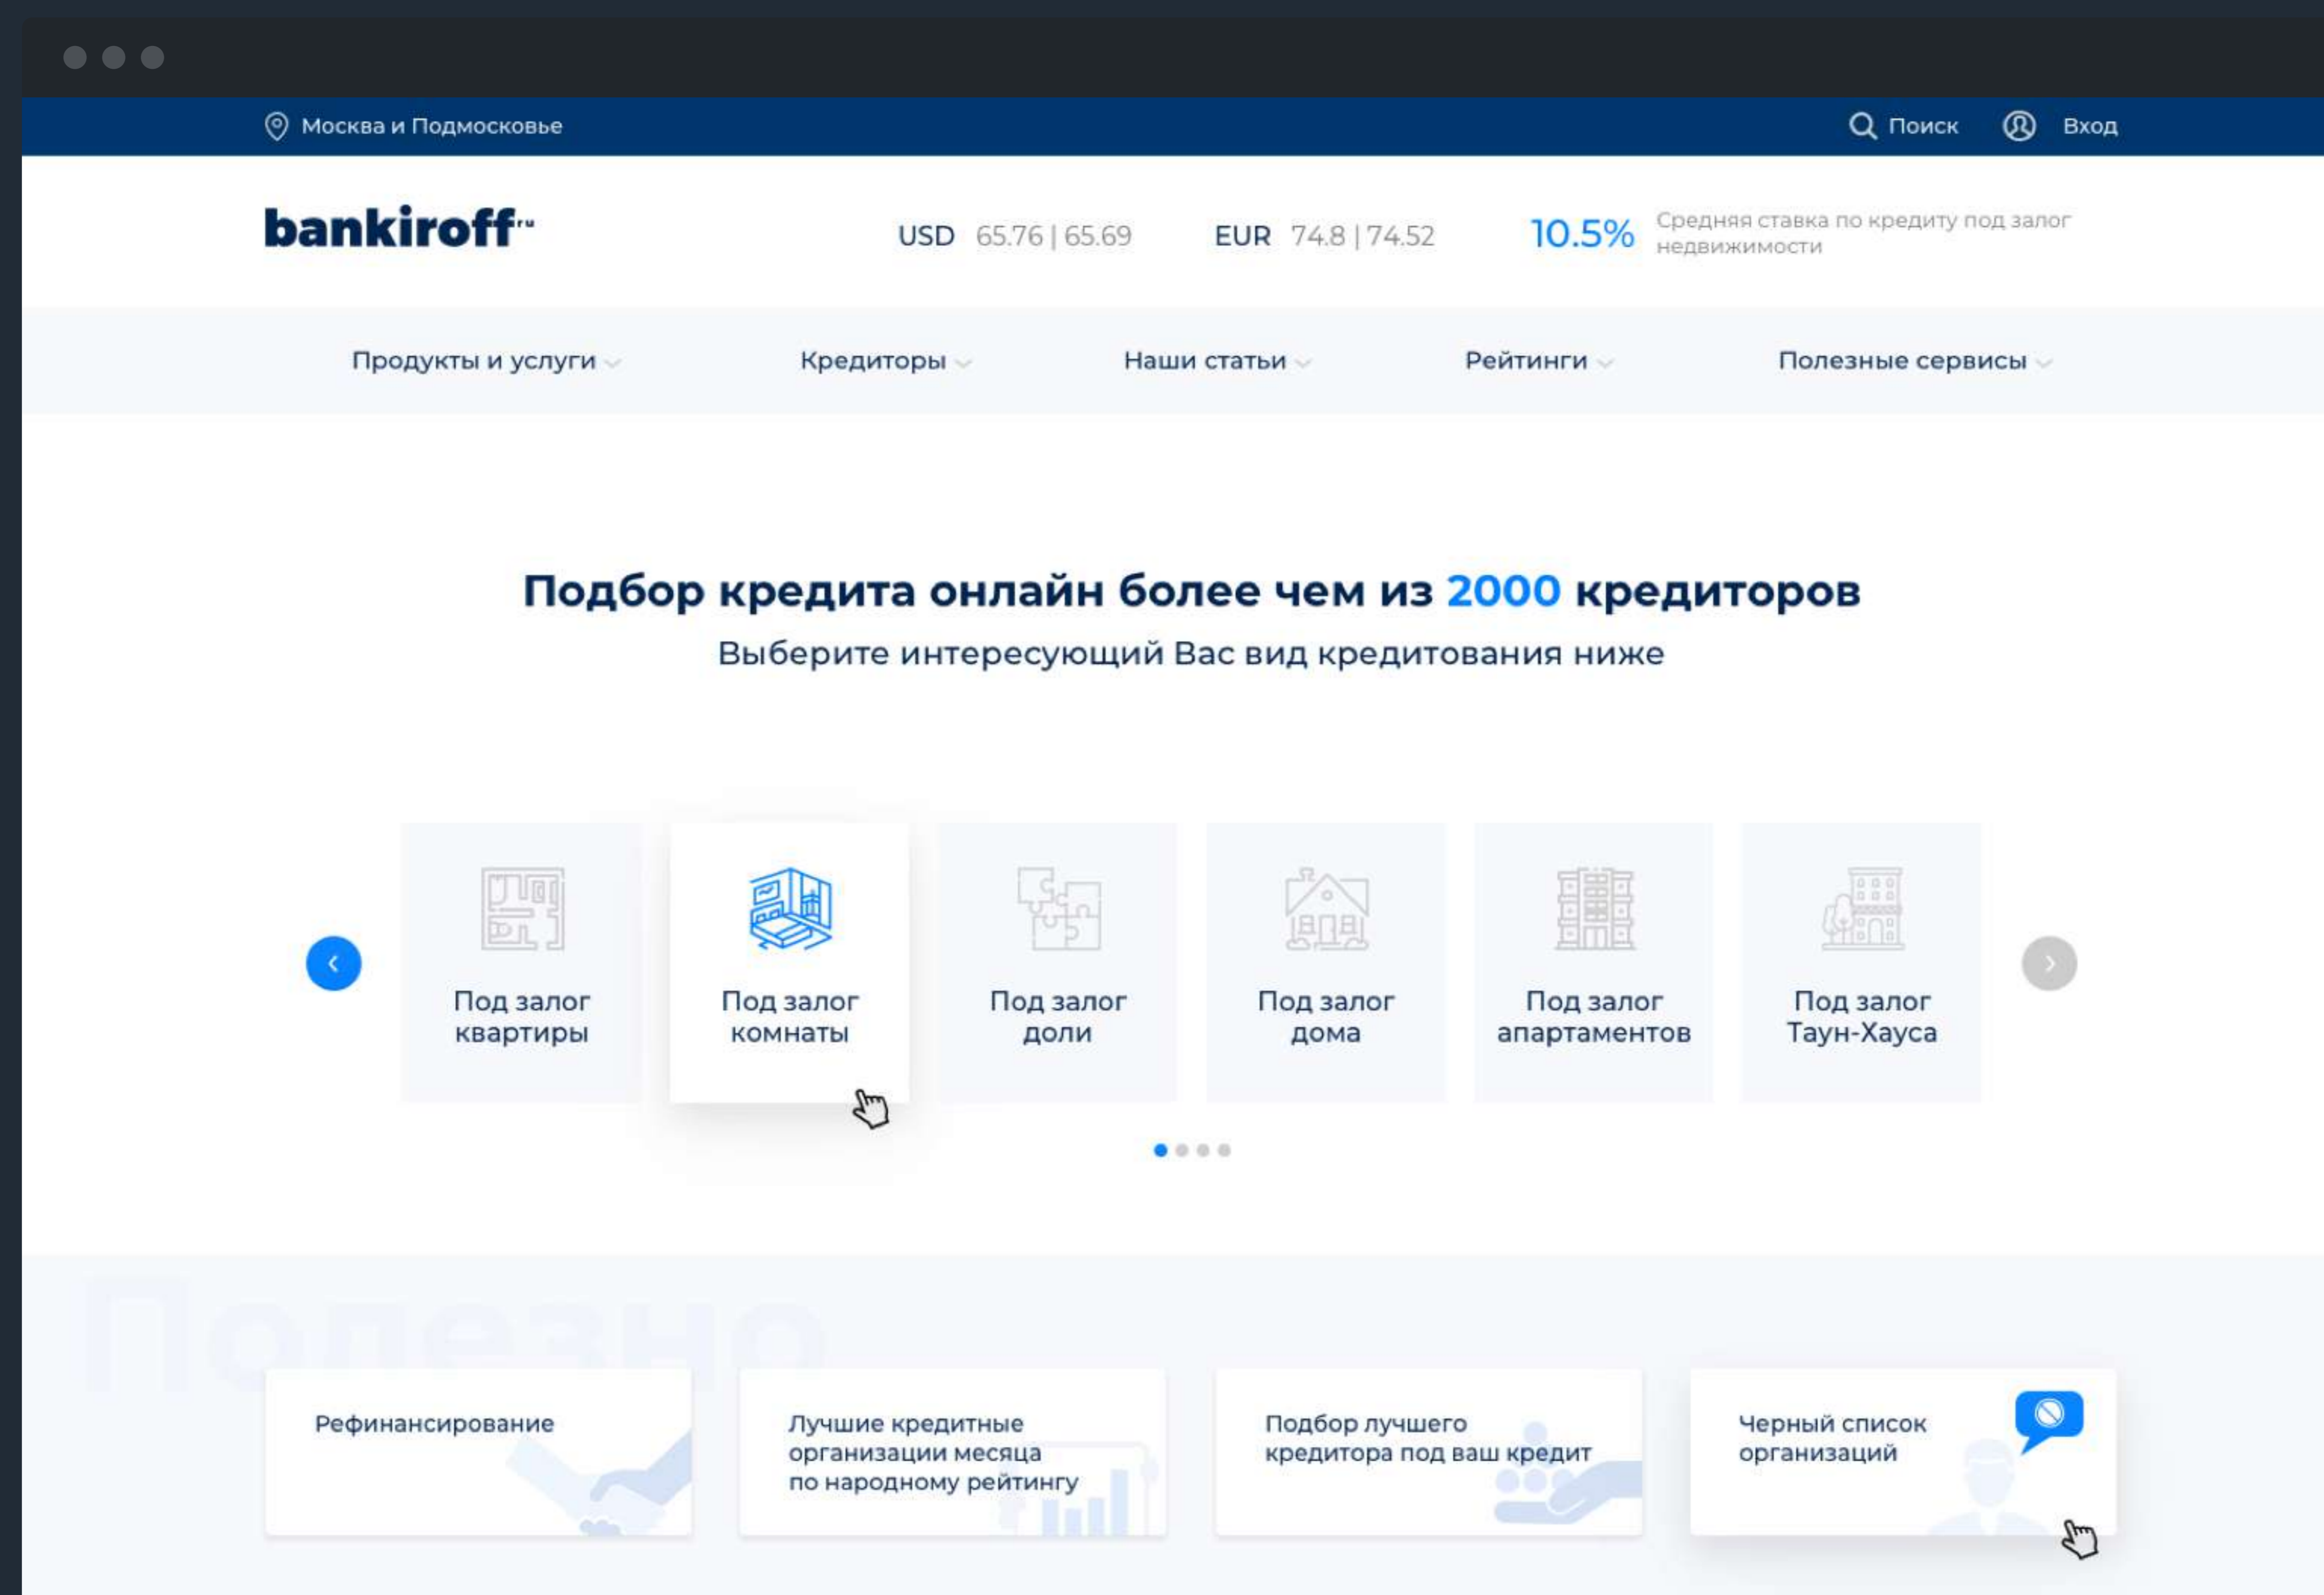 Москва и Подмосковье
Поиск
Вход
bankiroff.ru
USD 65.76 | 65.69
EUR 74.8 | 74.52
10.5%
Средняя ставка по кредиту под залог
недвижимости
Продукты и услуги
Кредиторы
Наши статьи
Рейтинги
Полезные сервисы
Подбор кредита онлайн более чем из 2000 кредиторов
Выберите интересующий Вас вид кредитования ниже
Под залог
квартиры
Под залог
комнаты
Под залог
доли
Под залог
дома
Под залог
апартаментов
Под залог
Таун-Хауса
Полезно
Рефинансирование
Лучшие кредитные
организации месяца
по народному рейтингу
Подбор лучшего
кредитора под ваш кредит
Черный список
организаций